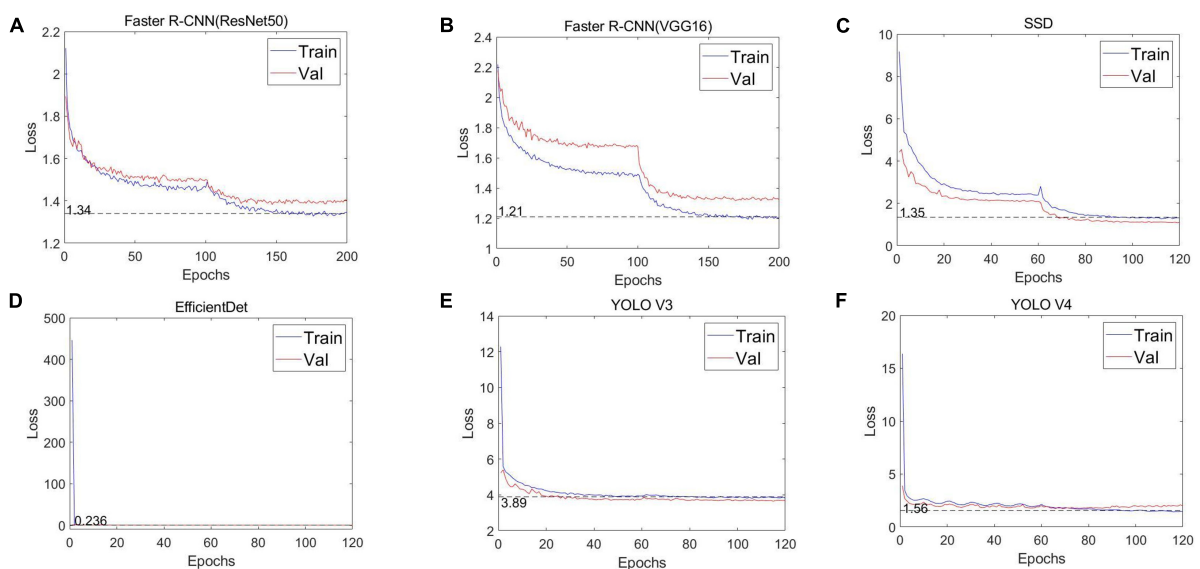 A
Faster R-CNN(ResNet50)
2.2
2
1.8
1.6
1.4
1.2
Loss
Train
Val
1.34
0
50
100
150
200
Epochs
B
Faster R-CNN(VGG16)
2.4
2.2
2
1.8
1.6
1.4
1.2
1
Loss
Train
Val
1.21
0
50
100
150
200
Epochs
C
SSD
10
8
6
4
2
0
Loss
Train
Val
1.35
0
20
40
60
80
100
120
Epochs
D
EfficientDet
500
400
300
200
100
0
Loss
Train
Val
0.236
0
20
40
60
80
100
120
Epochs
E
YOLO V3
14
12
10
8
6
4
2
Loss
Train
Val
3.89
0
20
40
60
80
100
120
Epochs
F
YOLO V4
20
15
10
5
0
Loss
Train
Val
1.56
0
20
40
60
80
100
120
Epochs